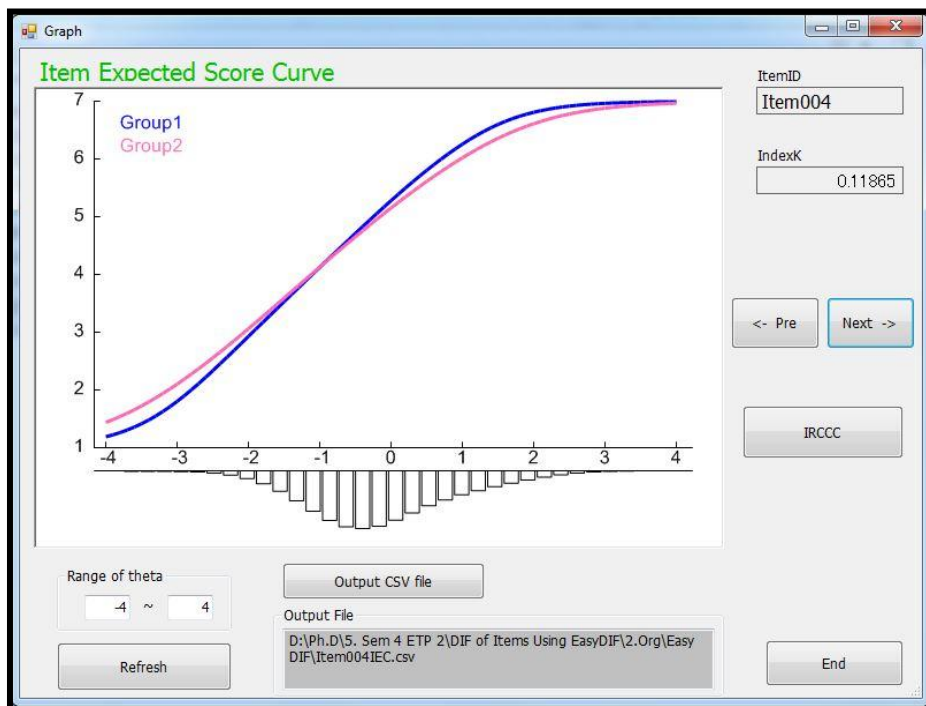 Graph
Item Expected Score Curve
Group1
Group2
7
6
5
4
3
2
1
-4 -3 -2 -1 0 1 2 3 4
ItemID
Item004
IndexK
0.11865
<- Pre Next ->
IRCCC
Range of theta
-4 ~ 4
Refresh
Output CSV file
Output File
D:\Ph.D\5. Sem 4 ETP 2\DIF of Items Using EasyDIF\2.Org\Easy
DIF\Item004IEC.csv
End